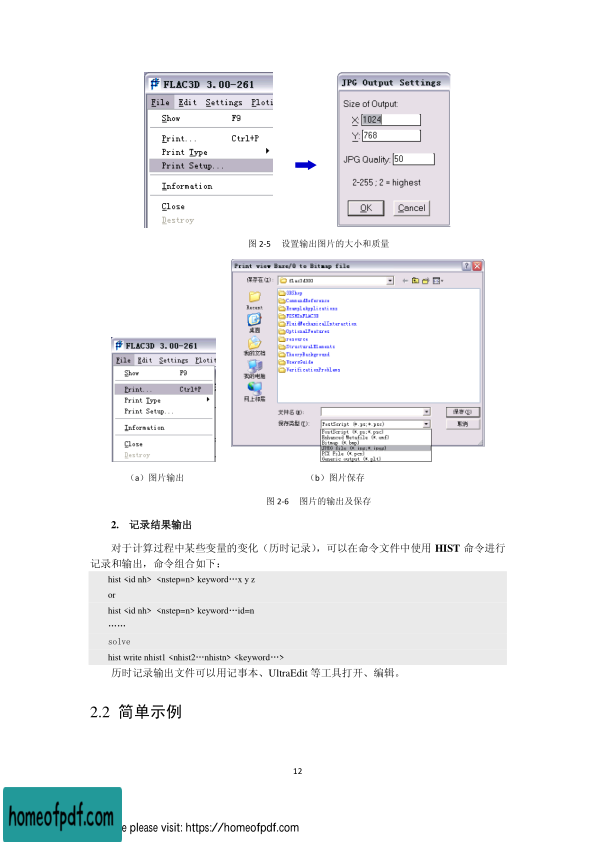 FLAC3D 3.00-261
File Edit Settings Ploti
Show F9
Print... Ctrl+P
Print Type
Print Setup...
Information
Close
Destroy
JPG Output Settings
Size of Output:
X: 1024
Y: 768
JPG Quality: 50
2-255 ; 2 = highest
OK Cancel
图 2-5 设置输出图片的大小和质量
FLAC3D 3.00-261
File Edit Settings Plotit
Show F9
Print... Ctrl+P
Print Type
Print Setup...
Information
Close
Destroy
Print view Base/0 to Bitmap file
保存在(I): flac3d300
Recent
桌面
我的文档
我的电脑
网上邻居
3DShop
CommandReference
ExampleApplications
FISHInFLAC3D
FluidMechanicalInteraction
OptionalFeatures
resource
StructuralElements
TheoryBackground
UsersGuide
VerificationProblems
文件名(N): 保存(S)
保存类型(T): PostScript (*.ps;*.psc) 取消
PostScript (*.ps;*.psc)
Enhanced Metafile (*.emf)
Bitmap (*.bmp)
JPEG File (*.jpg;*.jpeg)
PCX File (*.pcx)
Generic output (*.plt)
（a）图片输出 （b）图片保存
图 2-6 图片的输出及保存
2. 记录结果输出
对于计算过程中某些变量的变化（历时记录），可以在命令文件中使用 HIST 命令进行
记录和输出，命令组合如下：
hist <id nh> <nstep=n> keyword…x y z
or
hist <id nh> <nstep=n> keyword…id=n
……
solve
hist write nhist1 <nhist2…nhistn> <keyword…>
历时记录输出文件可以用记事本、UltraEdit 等工具打开、编辑。
2.2 简单示例
12
homeofpdf.com
e please visit: https://homeofpdf.com